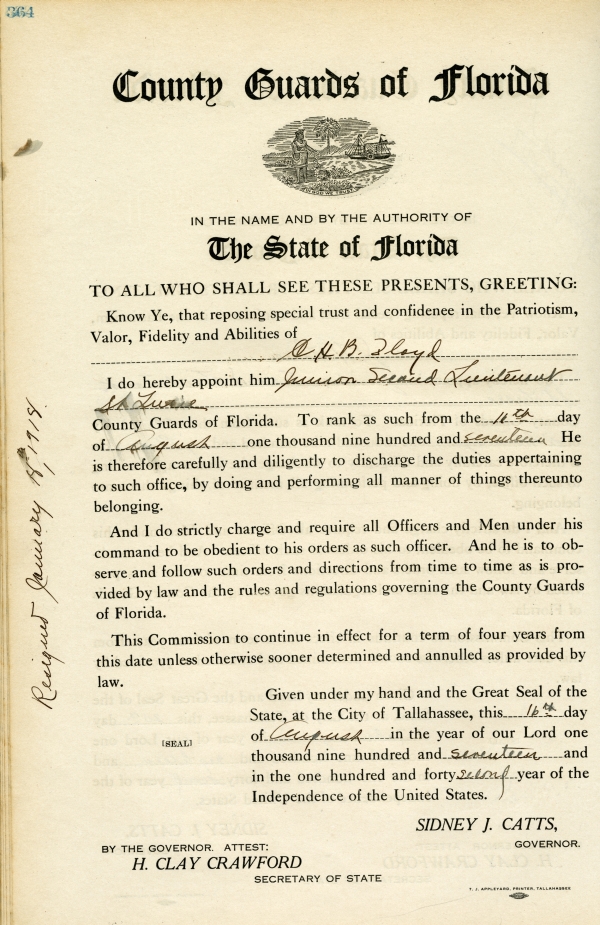 364
County Guards of Florida
IN GOD WE TRUST
IN THE NAME AND BY THE AUTHORITY OF
The State of Florida
TO ALL WHO SHALL SEE THESE PRESENTS, GREETING:
Know Ye, that reposing special trust and confidence in the Patriotism,
Valor, Fidelity and Abilities of
C. H. B. Floyd
I do hereby appoint him Junior Second Lieutenant
St. Lucie
County Guards of Florida. To rank as such from the 16th day
of August one thousand nine hundred and seventeen He
is therefore carefully and diligently to discharge the duties appertaining
to such office, by doing and performing all manner of things thereunto
belonging.
And I do strictly charge and require all Officers and Men under his
command to be obedient to his orders as such officer. And he is to ob-
serve and follow such orders and directions from time to time as is pro-
vided by law and the rules and regulations governing the County Guards
of Florida.
This Commission to continue in effect for a term of four years from
this date unless otherwise sooner determined and annulled as provided by
law.
Given under my hand and the Great Seal of the
State, at the City of Tallahassee, this 16th day
[SEAL] of August in the year of our Lord one
thousand nine hundred and seventeen and
in the one hundred and forty second year of the
Independence of the United States.
SIDNEY J. CATTS,
GOVERNOR.
BY THE GOVERNOR. ATTEST:
H. CLAY CRAWFORD
SECRETARY OF STATE
T. J. APPLEYARD, PRINTER, TALLAHASSEE
Resigned January 1918